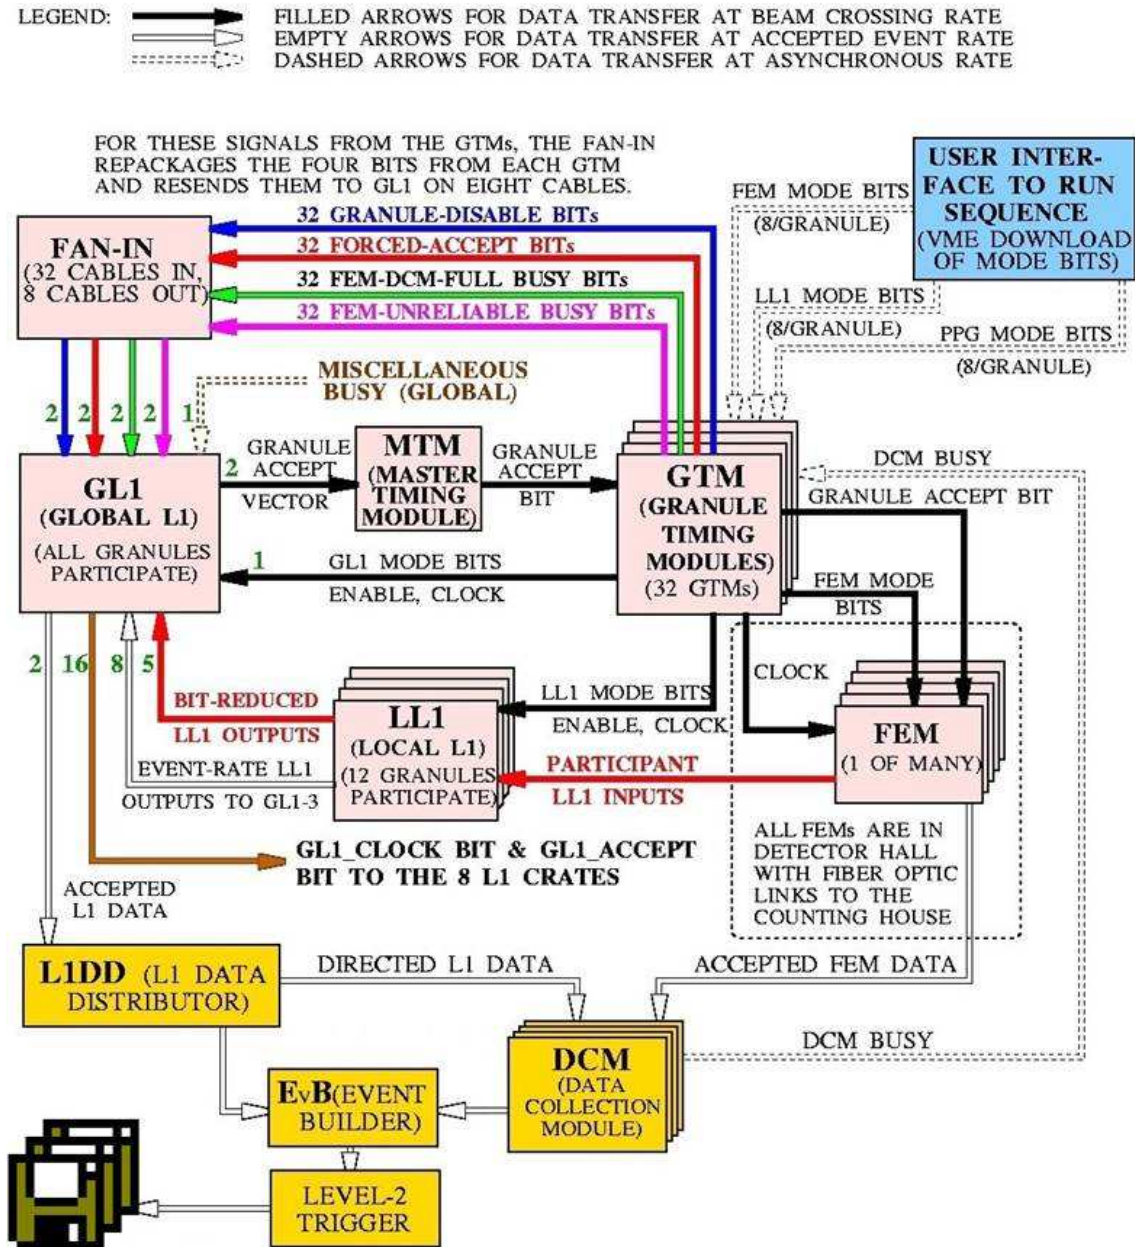 LEGEND:
FILLED ARROWS FOR DATA TRANSFER AT BEAM CROSSING RATE
EMPTY ARROWS FOR DATA TRANSFER AT ACCEPTED EVENT RATE
DASHED ARROWS FOR DATA TRANSFER AT ASYNCHRONOUS RATE
FOR THESE SIGNALS FROM THE GTMs, THE FAN-IN
REPACKAGES THE FOUR BITS FROM EACH GTM
AND RESENDS THEM TO GL1 ON EIGHT CABLES.
USER INTER-
FACE TO RUN
SEQUENCE
(VME DOWNLOAD
OF MODE BITS)
FEM MODE BITS
(8/GRANULE)
LL1 MODE BITS
(8/GRANULE)
PPG MODE BITS
(8/GRANULE)
FAN-IN
(32 CABLES IN,
8 CABLES OUT)
32 GRANULE-DISABLE BITs
32 FORCED-ACCEPT BITs
32 FEM-DCM-FULL BUSY BITs
32 FEM-UNRELIABLE BUSY BITs
MISCELLANEOUS
BUSY (GLOBAL)
2
2
2
2
1
GL1
(GLOBAL L1)
(ALL GRANULES
PARTICIPATE)
2
GRANULE
ACCEPT
VECTOR
MTM
(MASTER
TIMING
MODULE)
GRANULE
ACCEPT
BIT
GTM
(GRANULE
TIMING
MODULES)
(32 GTMs)
DCM BUSY
GRANULE ACCEPT BIT
1
GL1 MODE BITS
ENABLE, CLOCK
FEM MODE
BITS
CLOCK
2
16
8
5
BIT-REDUCED
LL1 OUTPUTS
LL1
(LOCAL L1)
(12 GRANULES
PARTICIPATE)
LL1 MODE BITS
ENABLE, CLOCK
FEM
(1 OF MANY)
PARTICIPANT
LL1 INPUTS
EVENT-RATE LL1
OUTPUTS TO GL1-3
ALL FEMs ARE IN
DETECTOR HALL
WITH FIBER OPTIC
LINKS TO THE
COUNTING HOUSE
GL1_CLOCK BIT & GL1_ACCEPT
BIT TO THE 8 L1 CRATES
ACCEPTED
L1 DATA
L1DD (L1 DATA
DISTRIBUTOR)
DIRECTED L1 DATA
ACCEPTED FEM DATA
DCM
(DATA
COLLECTION
MODULE)
DCM BUSY
EvB(EVENT
BUILDER)
LEVEL-2
TRIGGER